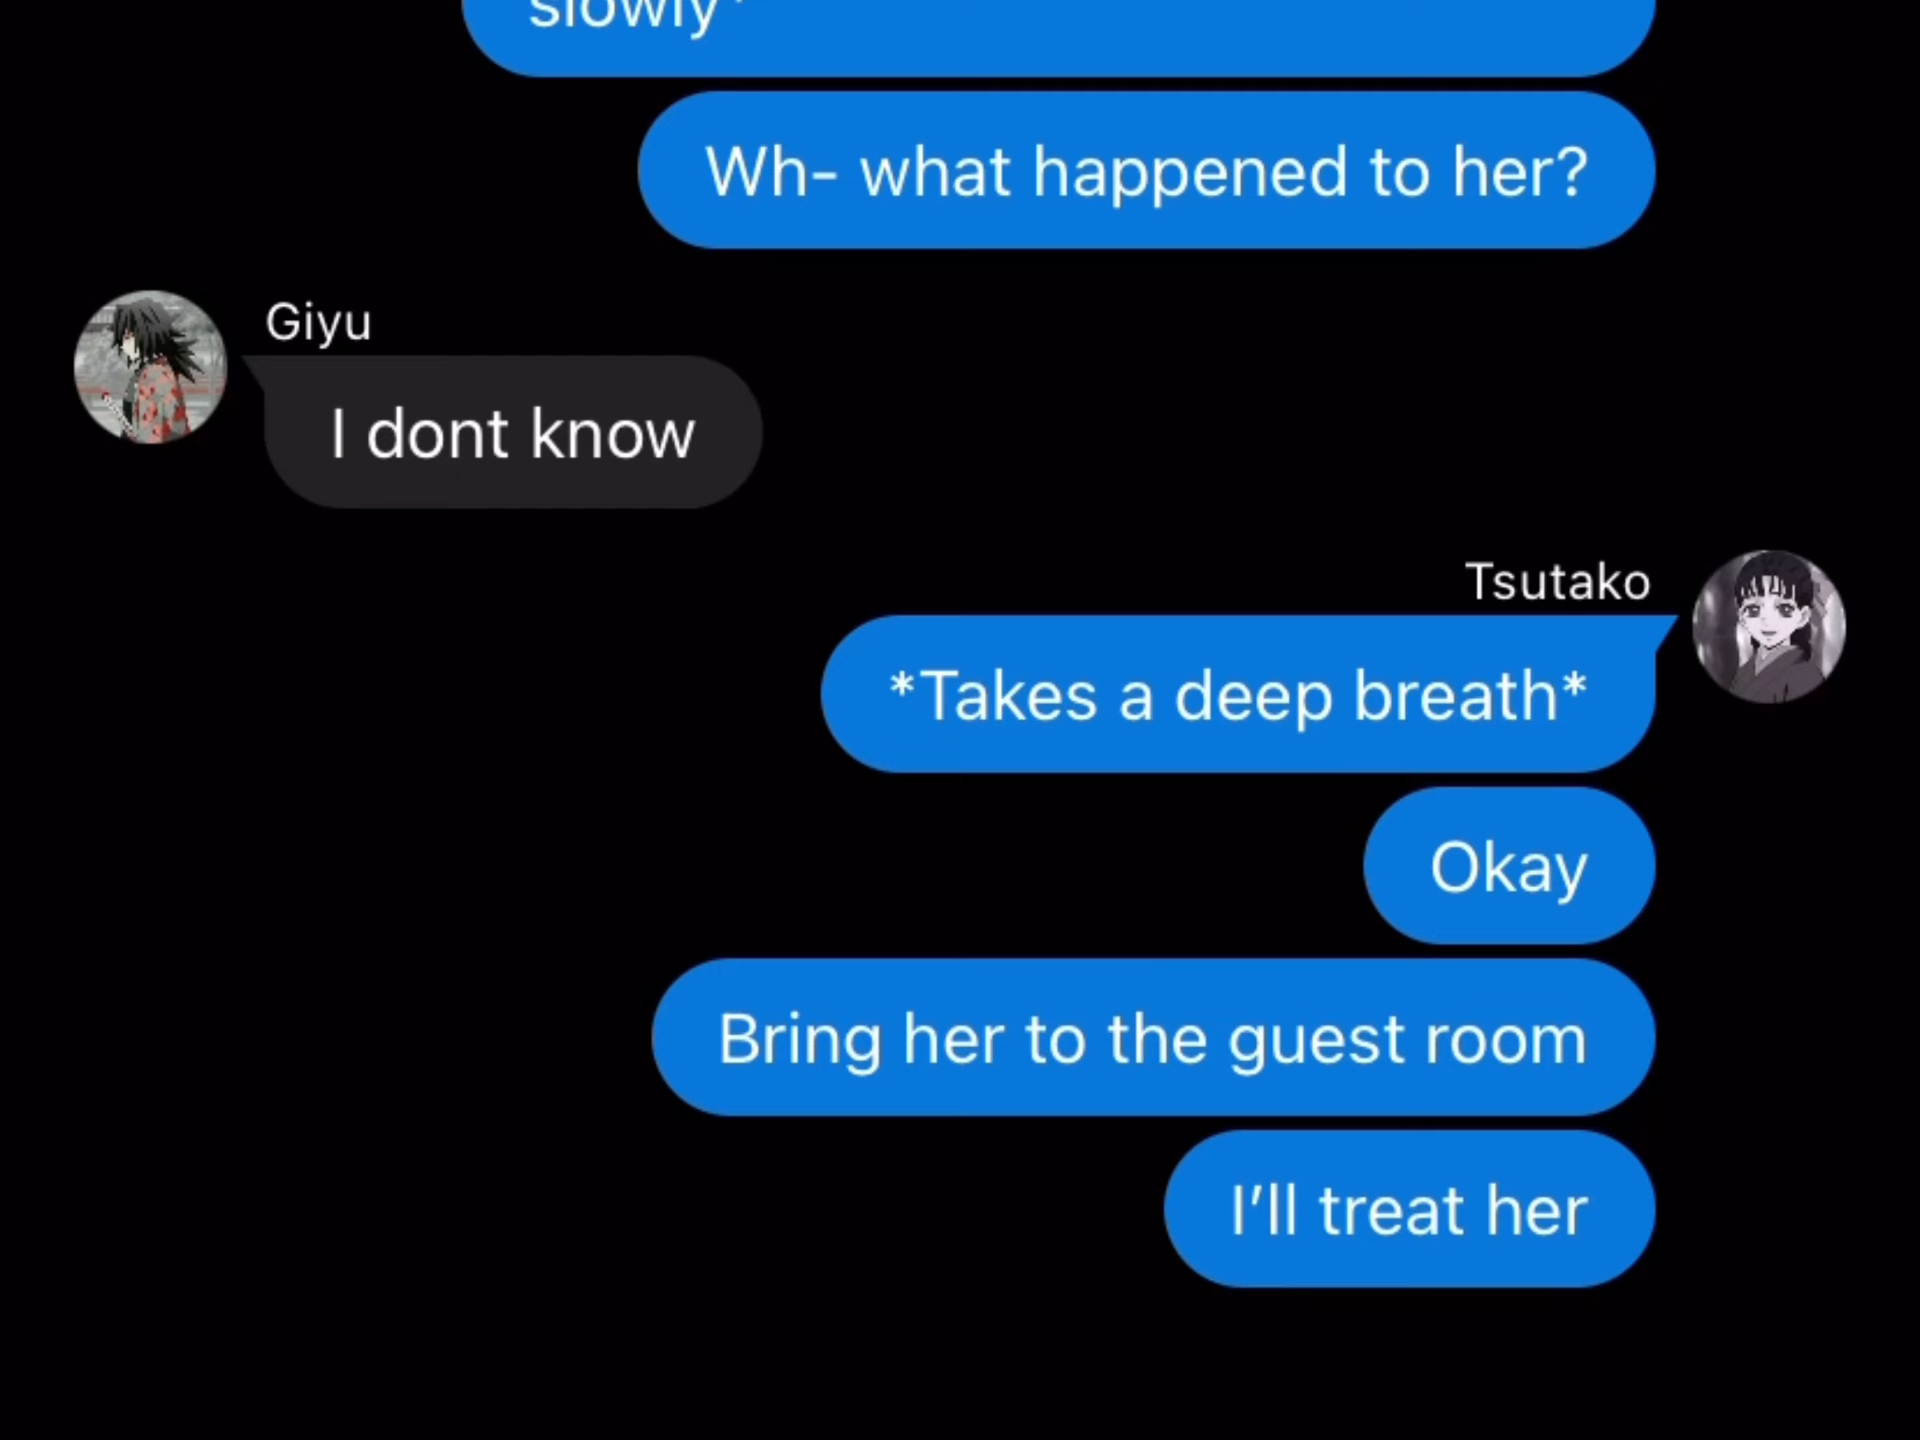 slowly*
Wh- what happened to her?
Giyu
I dont know
Tsutako
*Takes a deep breath*
Okay
Bring her to the guest room
I’ll treat her